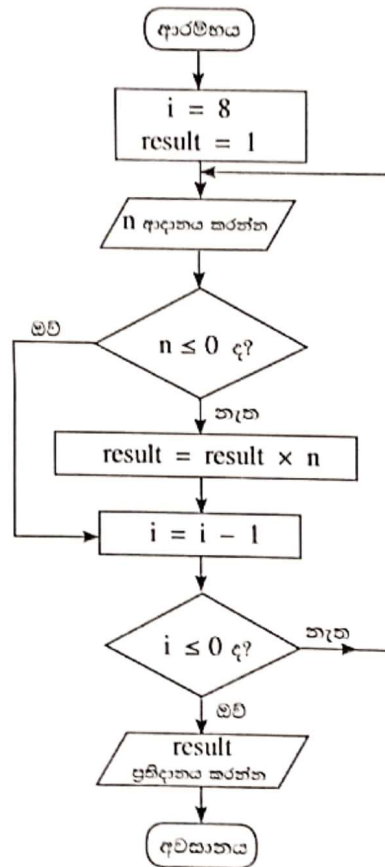 ආරම්භය
i = 8
result = 1
n ආදානය කරන්න
n ≤ 0 ද?
ඔව්
නැත
result = result × n
i = i − 1
i ≤ 0 ද?
නැත
ඔව්
result
ප්‍රතිදානය කරන්න
අවසානය